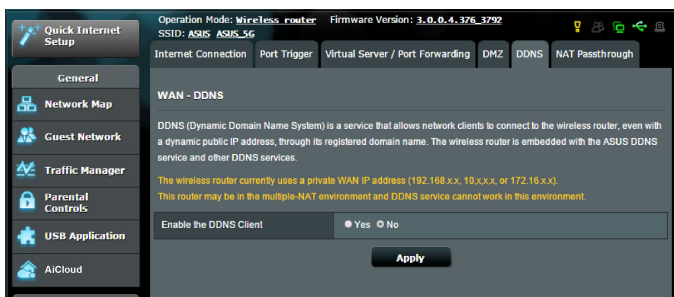 Quick Internet
Setup
Operation Mode: Wireless router Firmware Version: 3.0.0.4.376_3792
SSID: ASUS ASUS_5G
Internet Connection Port Trigger Virtual Server / Port Forwarding DMZ DDNS NAT Passthrough
General
Network Map
Guest Network
Traffic Manager
Parental
Controls
USB Application
AiCloud
WAN - DDNS
DDNS (Dynamic Domain Name System) is a service that allows network clients to connect to the wireless router, even with
a dynamic public IP address, through its registered domain name. The wireless router is embedded with the ASUS DDNS
service and other DDNS services.
The wireless router currently uses a private WAN IP address (192.168.x.x, 10,x,x,x, or 172.16.x.x).
This router may be in the multiple-NAT environment and DDNS service cannot work in this environment.
Enable the DDNS Client Yes No
Apply